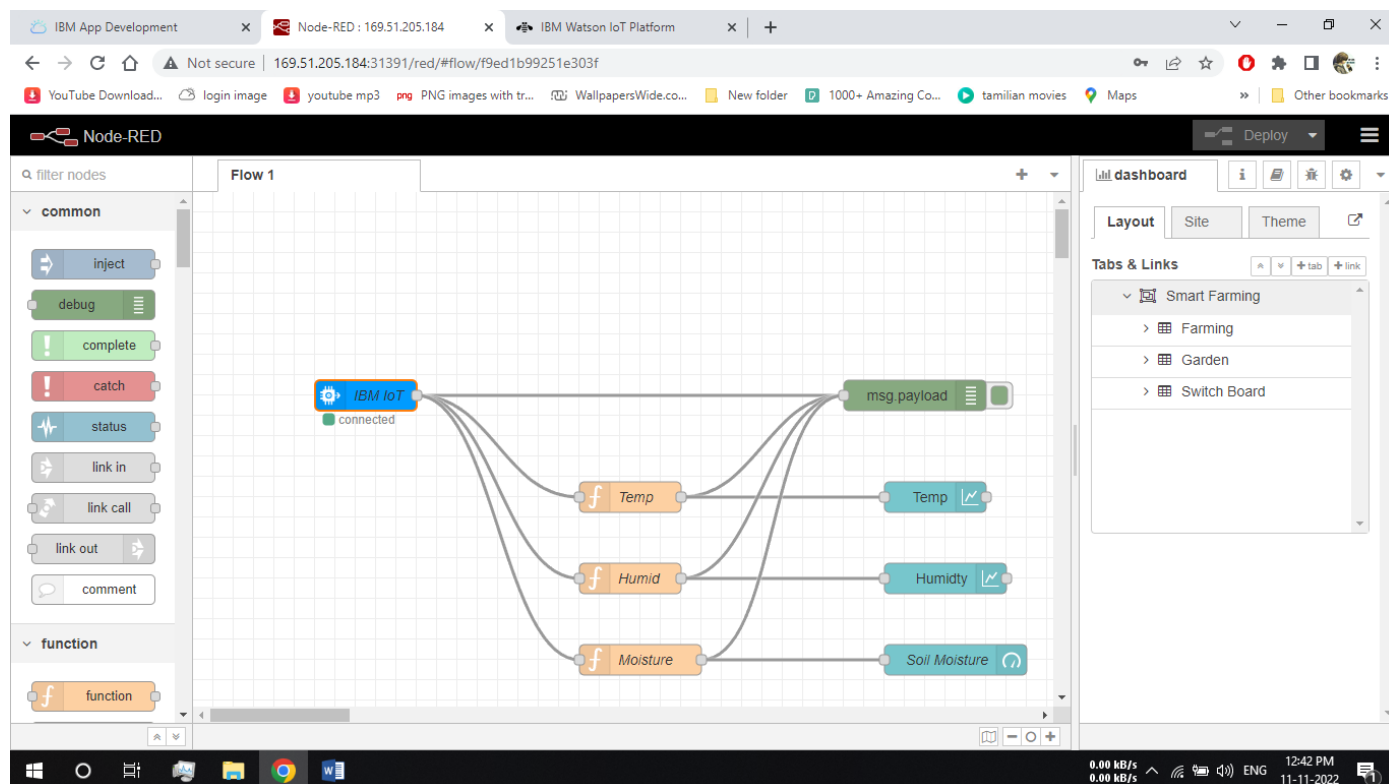 IBM App Development
Node-RED : 169.51.205.184
IBM Watson IoT Platform
Not secure
169.51.205.184:31391/red/#flow/f9ed1b99251e303f
YouTube Download...
login image
youtube mp3
png PNG images with tr...
WallpapersWide.co...
New folder
1000+ Amazing Co...
tamilian movies
Maps
»
Other bookmarks
Node-RED
Deploy
filter nodes
Flow 1
dashboard
common
inject
debug
complete
catch
status
link in
link call
link out
comment
function
function
IBM IoT
connected
msg.payload
Temp
Temp
Humid
Humidty
Moisture
Soil Moisture
Layout
Site
Theme
Tabs & Links
+ tab
+ link
Smart Farming
Farming
Garden
Switch Board
0.00 kB/s
0.00 kB/s
ENG
12:42 PM
11-11-2022
1